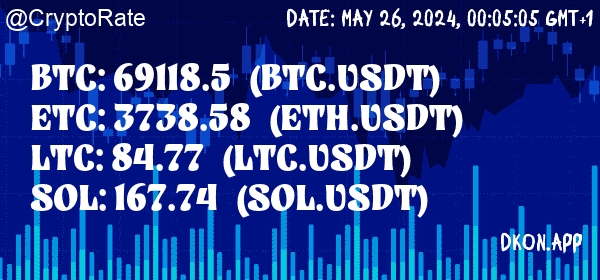 @CryptoRate
DATE: MAY 26, 2024, 00:05:05 GMT+1
BTC: 69118.5 (BTC.USDT)
ETC: 3738.58 (ETH.USDT)
LTC: 84.77 (LTC.USDT)
SOL: 167.74 (SOL.USDT)
DKON.APP